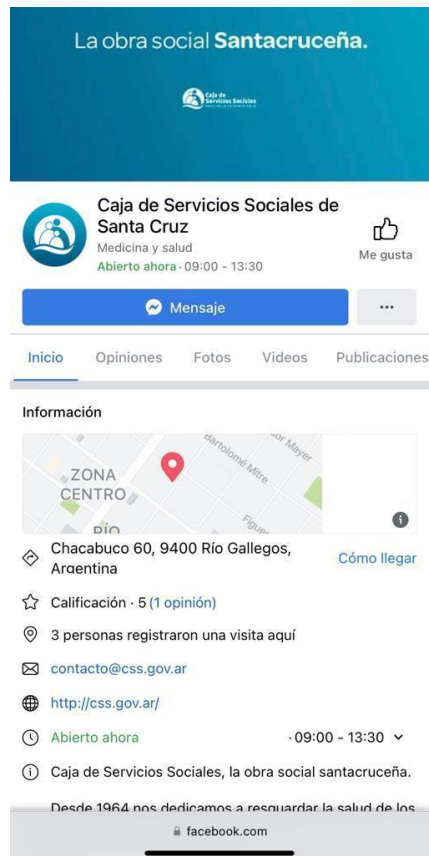 La obra social Santacruceña.
Caja de
Servicios Sociales
Caja de Servicios Sociales de
Santa Cruz
Medicina y salud
Abierto ahora · 09:00 - 13:30
Me gusta
Mensaje
Inicio Opiniones Fotos Videos Publicaciones
Información
Bartolomé Mitre
or Mayer
ZONA
CENTRO
RÍO
Figue
Chacabuco 60, 9400 Río Gallegos,
Argentina
Cómo llegar
Calificación · 5 (1 opinión)
3 personas registraron una visita aquí
contacto@css.gov.ar
http://css.gov.ar/
Abierto ahora · 09:00 - 13:30
Caja de Servicios Sociales, la obra social santacruceña.
Desde 1964 nos dedicamos a resguardar la salud de los
facebook.com